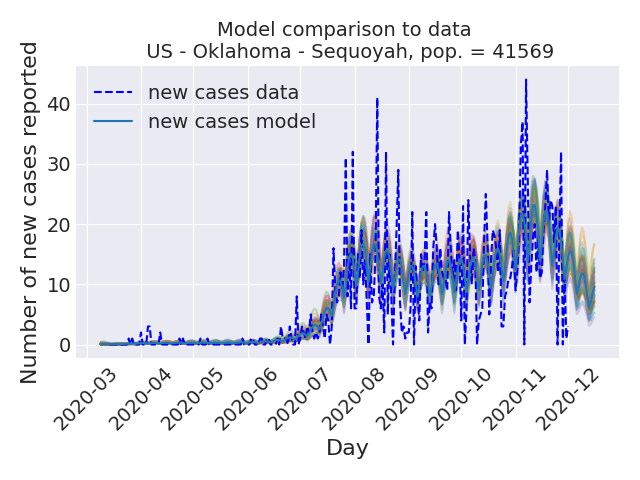 Model comparison to data
US - Oklahoma - Sequoyah, pop. = 41569
Number of new cases reported
40
30
20
10
0
new cases data
new cases model
2020-03
2020-04
2020-05
2020-06
2020-07
2020-08
2020-09
2020-10
2020-11
2020-12
Day